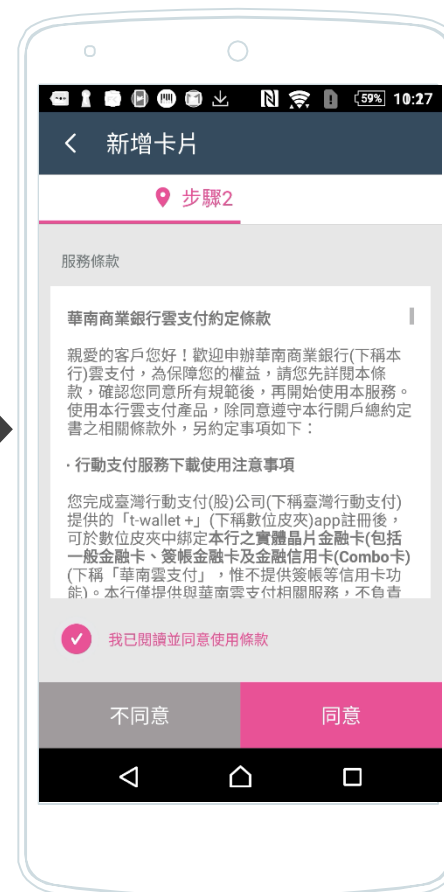 59% 10:27
新增卡片
步驟2
服務條款
華南商業銀行雲支付約定條款
親愛的客戶您好！歡迎申辦華南商業銀行(下稱本
行)雲支付，為保障您的權益，請您先詳閱本條
款，確認您同意所有規範後，再開始使用本服務。
使用本行雲支付產品，除同意遵守本行開戶總約定
書之相關條款外，另約定事項如下：
· 行動支付服務下載使用注意事項
您完成臺灣行動支付(股)公司(下稱臺灣行動支付)
提供的「t-wallet +」(下稱數位皮夾)app註冊後，
可於數位皮夾中綁定本行之實體晶片金融卡(包括
一般金融卡、簽帳金融卡及金融信用卡(Combo卡)
(下稱「華南雲支付」，惟不提供簽帳等信用卡功
能)。本行僅提供與華南雲支付相關服務，不負責
我已閱讀並同意使用條款
不同意
同意